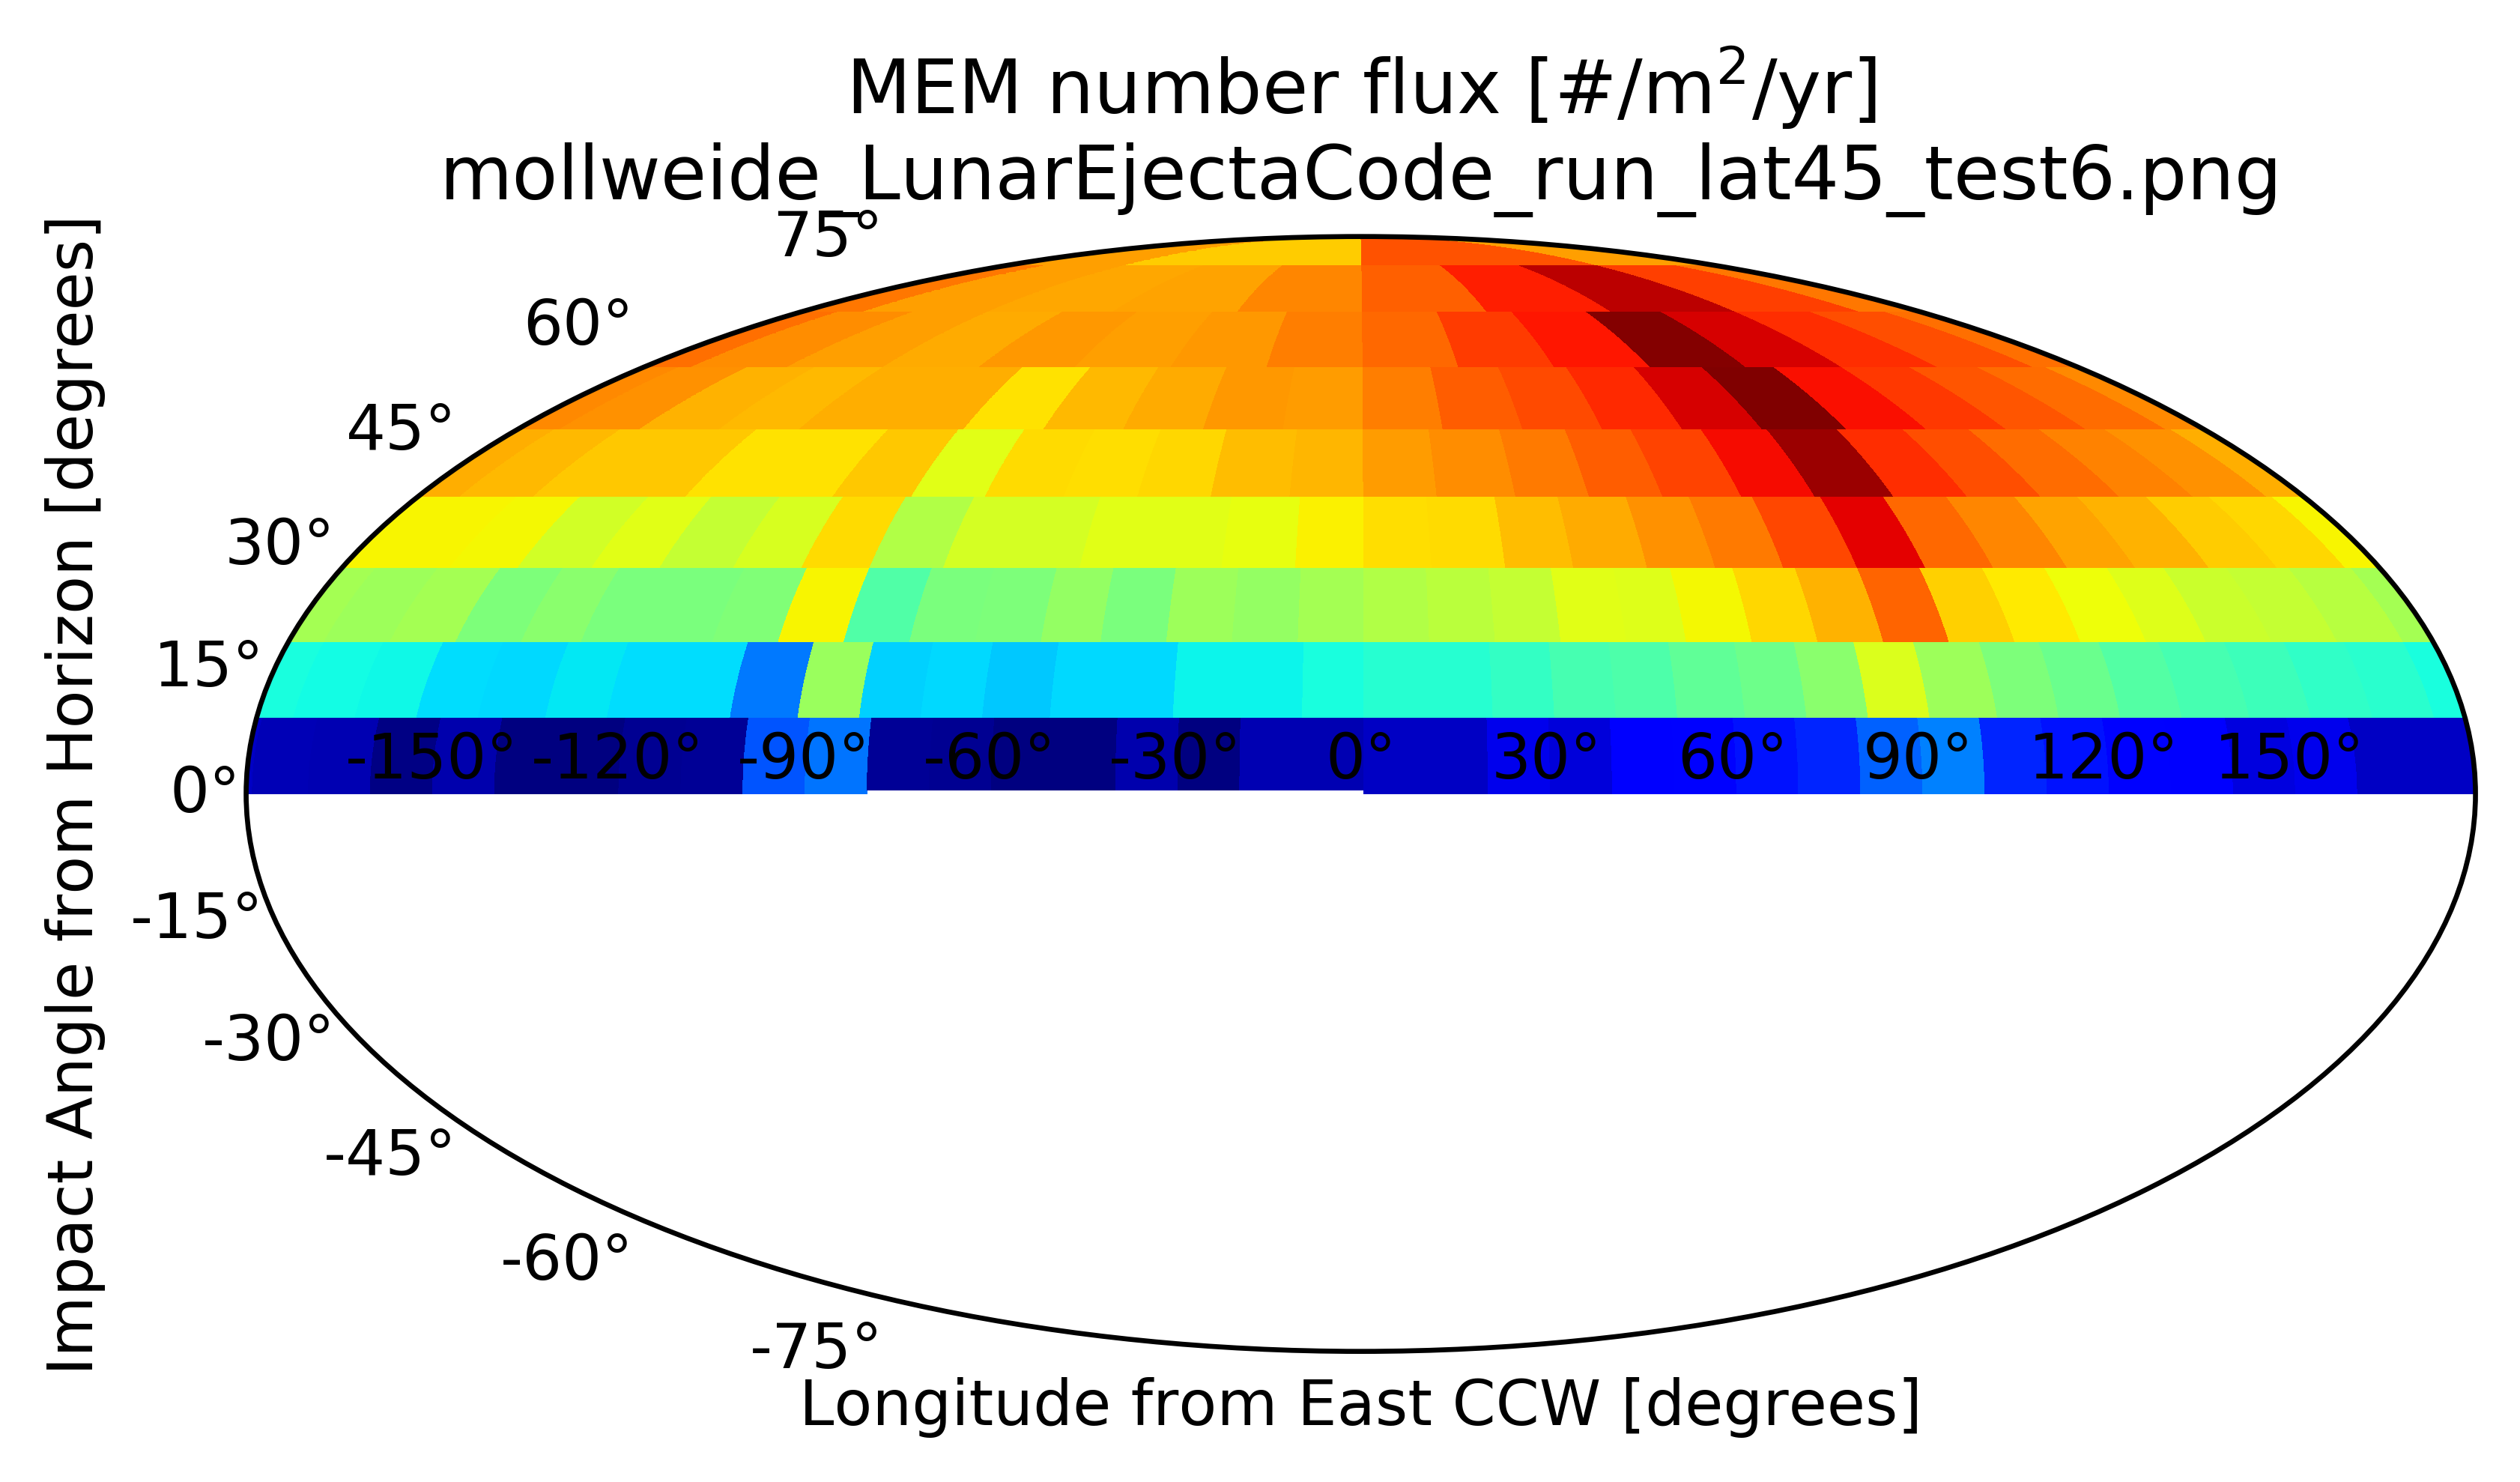 MEM number flux [#/m²/yr]
mollweide_LunarEjectaCode_run_lat45_test6.png
75°
60°
45°
30°
15°
0°
-15°
-30°
-45°
-60°
-75°
-150° -120° -90° -60° -30° 0° 30° 60° 90° 120° 150°
Impact Angle from Horizon [degrees]
Longitude from East CCW [degrees]